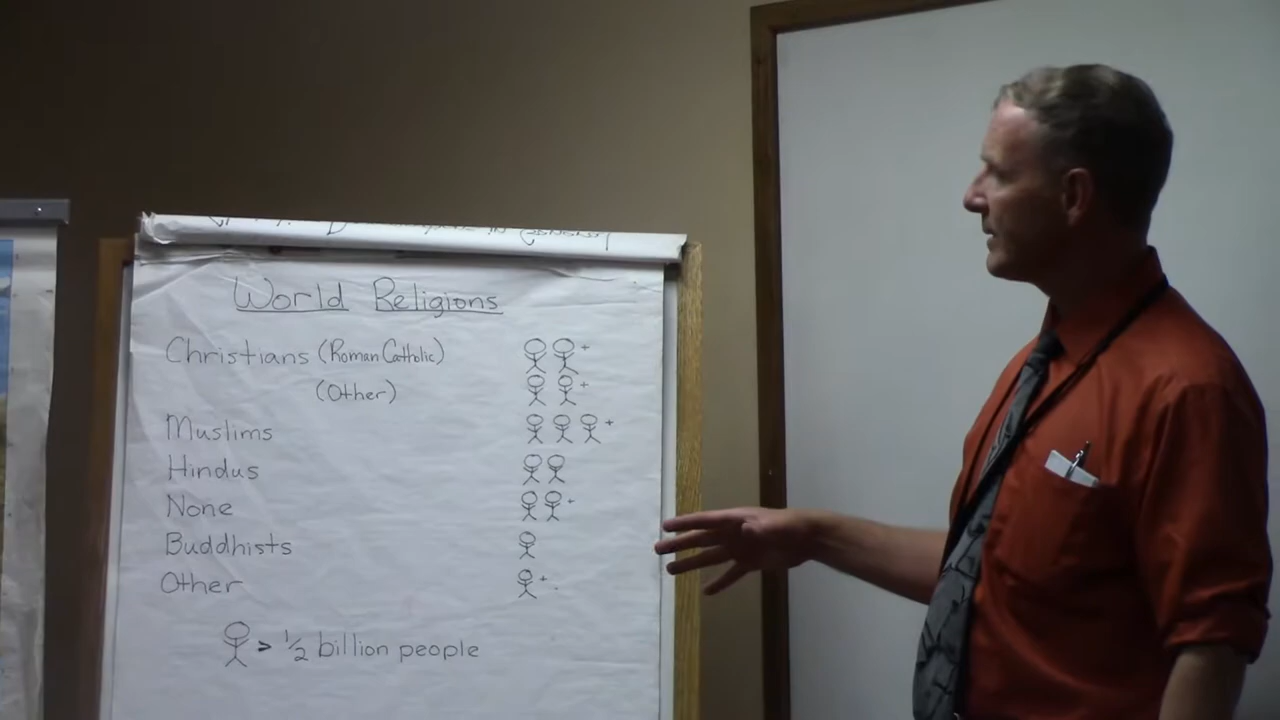 World Religions
Christians (Roman Catholic)
+
(Other)
+
Muslims
+
Hindus
None
+
Buddhists
Other
+
> 1/2 billion people